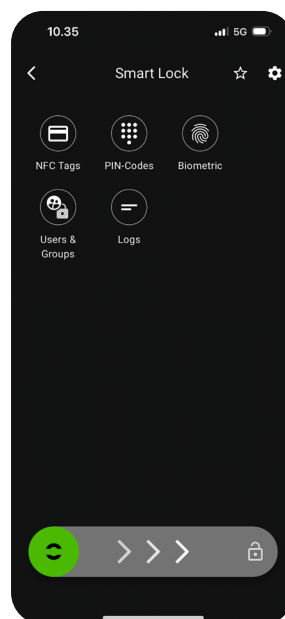 10.35
5G
Smart Lock
NFC Tags
PIN-Codes
Biometric
Users &
Groups
Logs